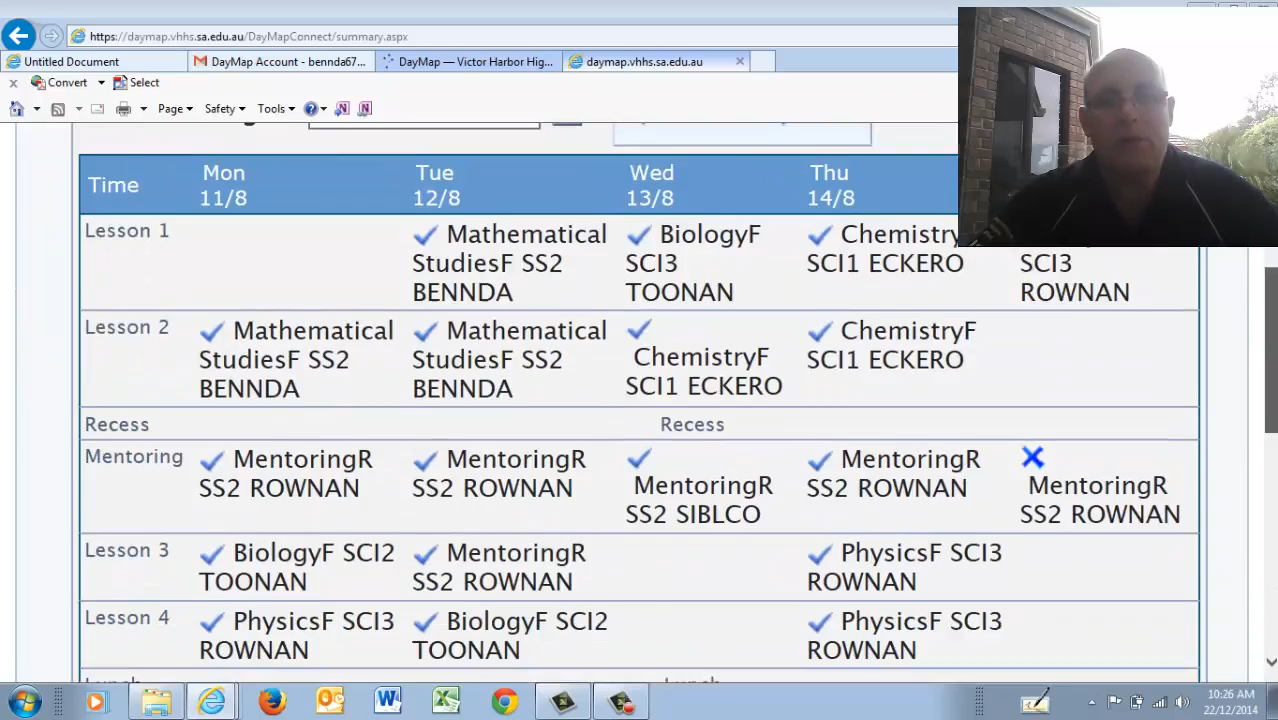 https://daymap.vhhs.sa.edu.au/DayMapConnect/summary.aspx
Untitled Document DayMap Account - bennda67... DayMap — Victor Harbor Hig... daymap.vhhs.sa.edu.au x
x Convert Select
Page Safety Tools
Time Mon 11/8 Tue 12/8 Wed 13/8 Thu 14/8
Lesson 1
Mathematical
StudiesF SS2
BENNDA
BiologyF
SCI3
TOONAN
Chemistry
SCI1 ECKERO
SCI3
ROWNAN
Lesson 2
Mathematical
StudiesF SS2
BENNDA
Mathematical
StudiesF SS2
BENNDA
ChemistryF
SCI1 ECKERO
ChemistryF
SCI1 ECKERO
Recess Recess
Mentoring
MentoringR
SS2 ROWNAN
MentoringR
SS2 ROWNAN
MentoringR
SS2 SIBLCO
MentoringR
SS2 ROWNAN
MentoringR
SS2 ROWNAN
Lesson 3
BiologyF SCI2
TOONAN
MentoringR
SS2 ROWNAN
PhysicsF SCI3
ROWNAN
Lesson 4
PhysicsF SCI3
ROWNAN
BiologyF SCI2
TOONAN
PhysicsF SCI3
ROWNAN
Lunch Lunch
10:26 AM
22/12/2014